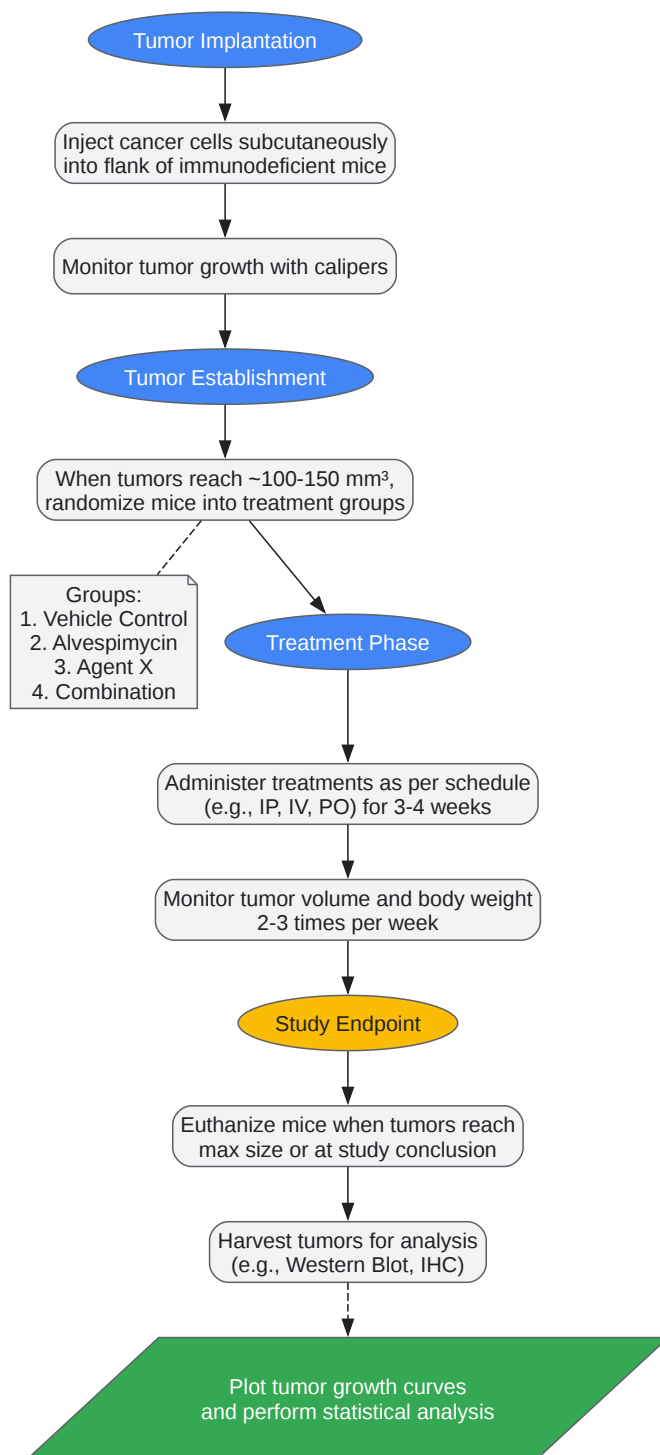 Tumor Implantation
Inject cancer cells subcutaneously
into flank of immunodeficient mice
Monitor tumor growth with calipers
Tumor Establishment
When tumors reach ~100-150 mm³,
randomize mice into treatment groups
Groups:
1. Vehicle Control
2. Alvespimycin
3. Agent X
4. Combination
Treatment Phase
Administer treatments as per schedule
(e.g., IP, IV, PO) for 3-4 weeks
Monitor tumor volume and body weight
2-3 times per week
Study Endpoint
Euthanize mice when tumors reach
max size or at study conclusion
Harvest tumors for analysis
(e.g., Western Blot, IHC)
Plot tumor growth curves
and perform statistical analysis